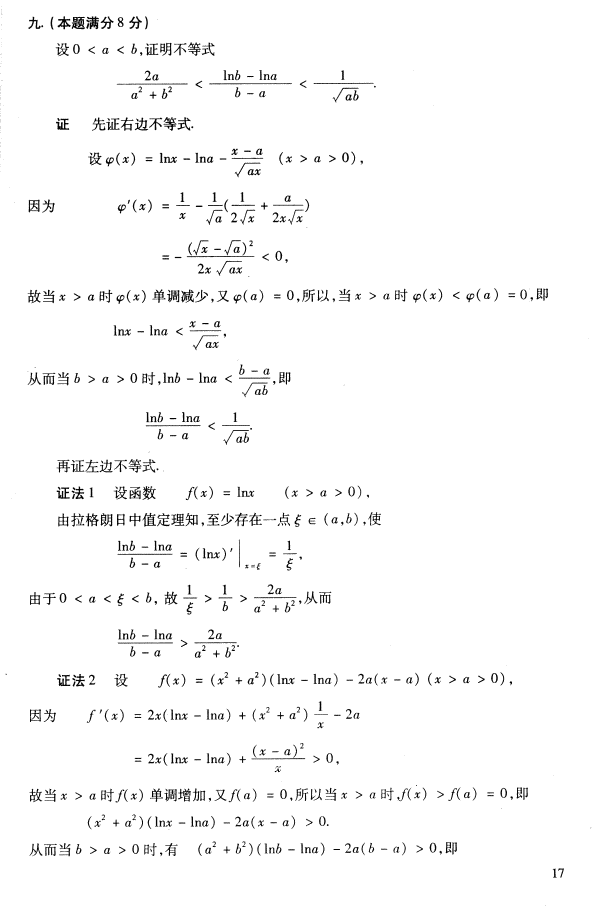 九.(本题满分8分)
设0 < a < b,证明不等式
2a/(a² + b²) < (lnb - lna)/(b - a) < 1/√(ab).
证 先证右边不等式.
设φ(x) = lnx - lna - (x - a)/√(ax) (x > a > 0),
因为 φ'(x) = 1/x - 1/√a(1/(2√x) + a/(2x√x))
= - (√x - √a)²/(2x√(ax)) < 0,
故当x > a时φ(x)单调减少,又φ(a) = 0,所以,当x > a时φ(x) < φ(a) = 0,即
lnx - lna < (x - a)/√(ax),
从而当b > a > 0时,lnb - lna < (b - a)/√(ab),即
(lnb - lna)/(b - a) < 1/√(ab).
再证左边不等式.
证法1 设函数 f(x) = lnx (x > a > 0),
由拉格朗日中值定理知,至少存在一点ξ ∈ (a,b),使
(lnb - lna)/(b - a) = (lnx)'|x=ξ = 1/ξ,
由于0 < a < ξ < b, 故 1/ξ > 1/b > 2a/(a² + b²),从而
(lnb - lna)/(b - a) > 2a/(a² + b²).
证法2 设 f(x) = (x² + a²)(lnx - lna) - 2a(x - a) (x > a > 0),
因为 f'(x) = 2x(lnx - lna) + (x² + a²) 1/x - 2a
= 2x(lnx - lna) + (x - a)²/x > 0,
故当x > a时f(x)单调增加,又f(a) = 0,所以当x > a时,f(x) > f(a) = 0,即
(x² + a²)(lnx - lna) - 2a(x - a) > 0.
从而当b > a > 0时,有 (a² + b²)(lnb - lna) - 2a(b - a) > 0,即
17